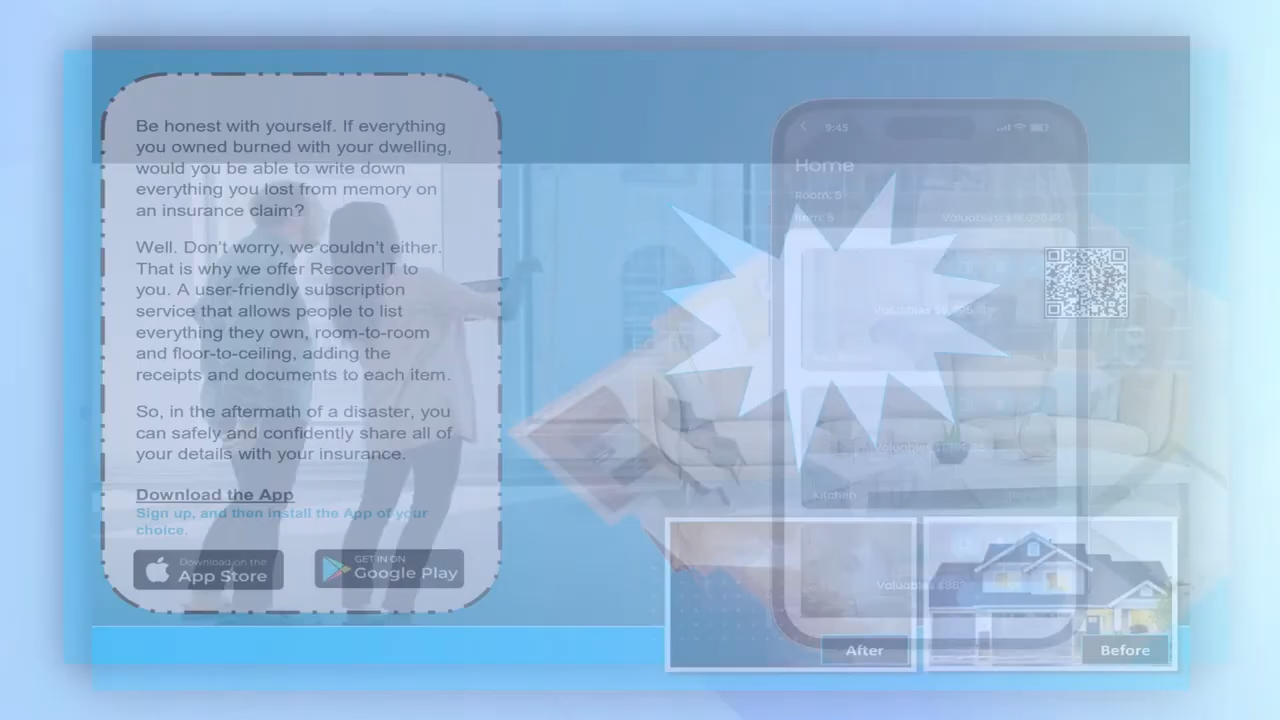 Be honest with yourself. If everything
you owned burned with your dwelling,
would you be able to write down
everything you lost from memory on
an insurance claim?
Well. Don't worry, we couldn't either.
That is why we offer RecoverIT to
you. A user-friendly subscription
service that allows people to list
everything they own, room-to-room
and floor-to-ceiling, adding the
receipts and documents to each item.
So, in the aftermath of a disaster, you
can safely and confidently share all of
your details with your insurance.
Download the App
Sign up, and then install the App of your
choice.
Download on the
App Store
GET IN ON
Google Play
9:45
Home
Room: 5
Item: 5
Kitchen
After
Before